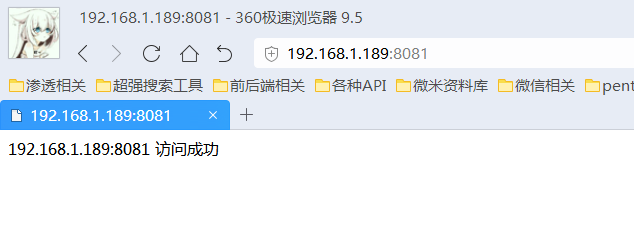 192.168.1.189:8081 - 360极速浏览器 9.5
192.168.1.189:8081
渗透相关 超强搜索工具 前后端相关 各种API 微米资料库 微信相关 pent
192.168.1.189:8081
192.168.1.189:8081 访问成功